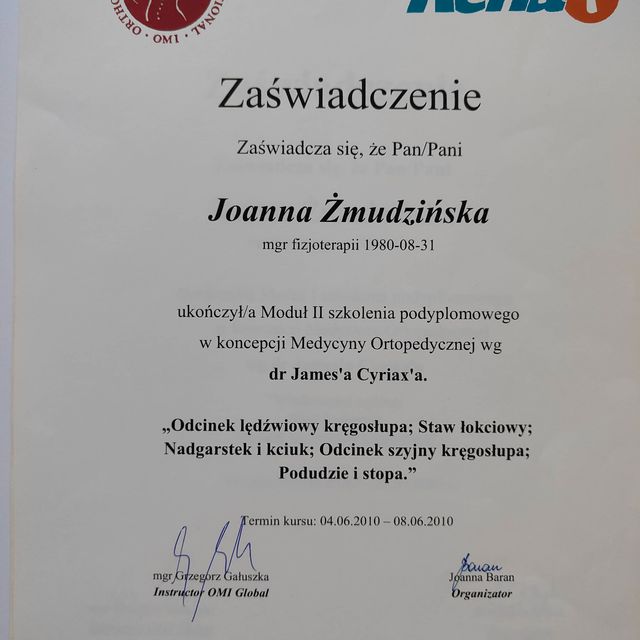 OMI
Zaświadczenie
Zaświadcza się, że Pan/Pani
Joanna Żmudzińska
mgr fizjoterapii 1980-08-31
ukończył/a Moduł II szkolenia podyplomowego
w koncepcji Medycyny Ortopedycznej wg
dr James'a Cyriax'a.
„Odcinek lędźwiowy kręgosłupa; Staw łokciowy;
Nadgarstek i kciuk; Odcinek szyjny kręgosłupa;
Podudzie i stopa.”
Termin kursu: 04.06.2010 – 08.06.2010
mgr Grzegorz Gałuszka
Instructor OMI Global
Baran
Joanna Baran
Organizator